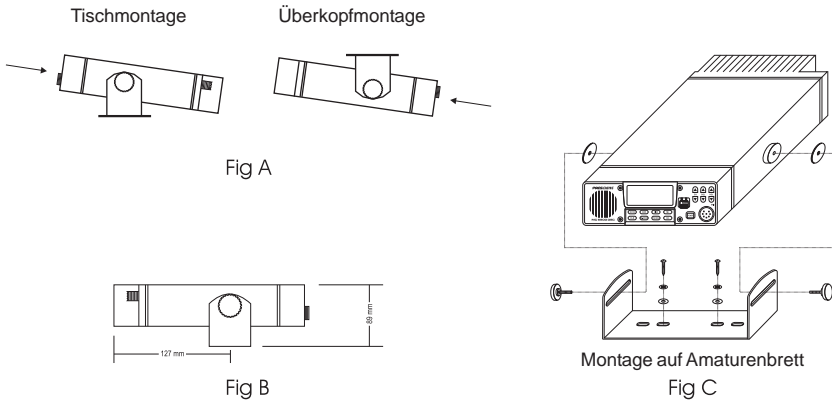 Tischmontage
Überkopfmontage
Fig A
89 mm
127 mm
Fig B
Montage auf Amaturenbrett
Fig C